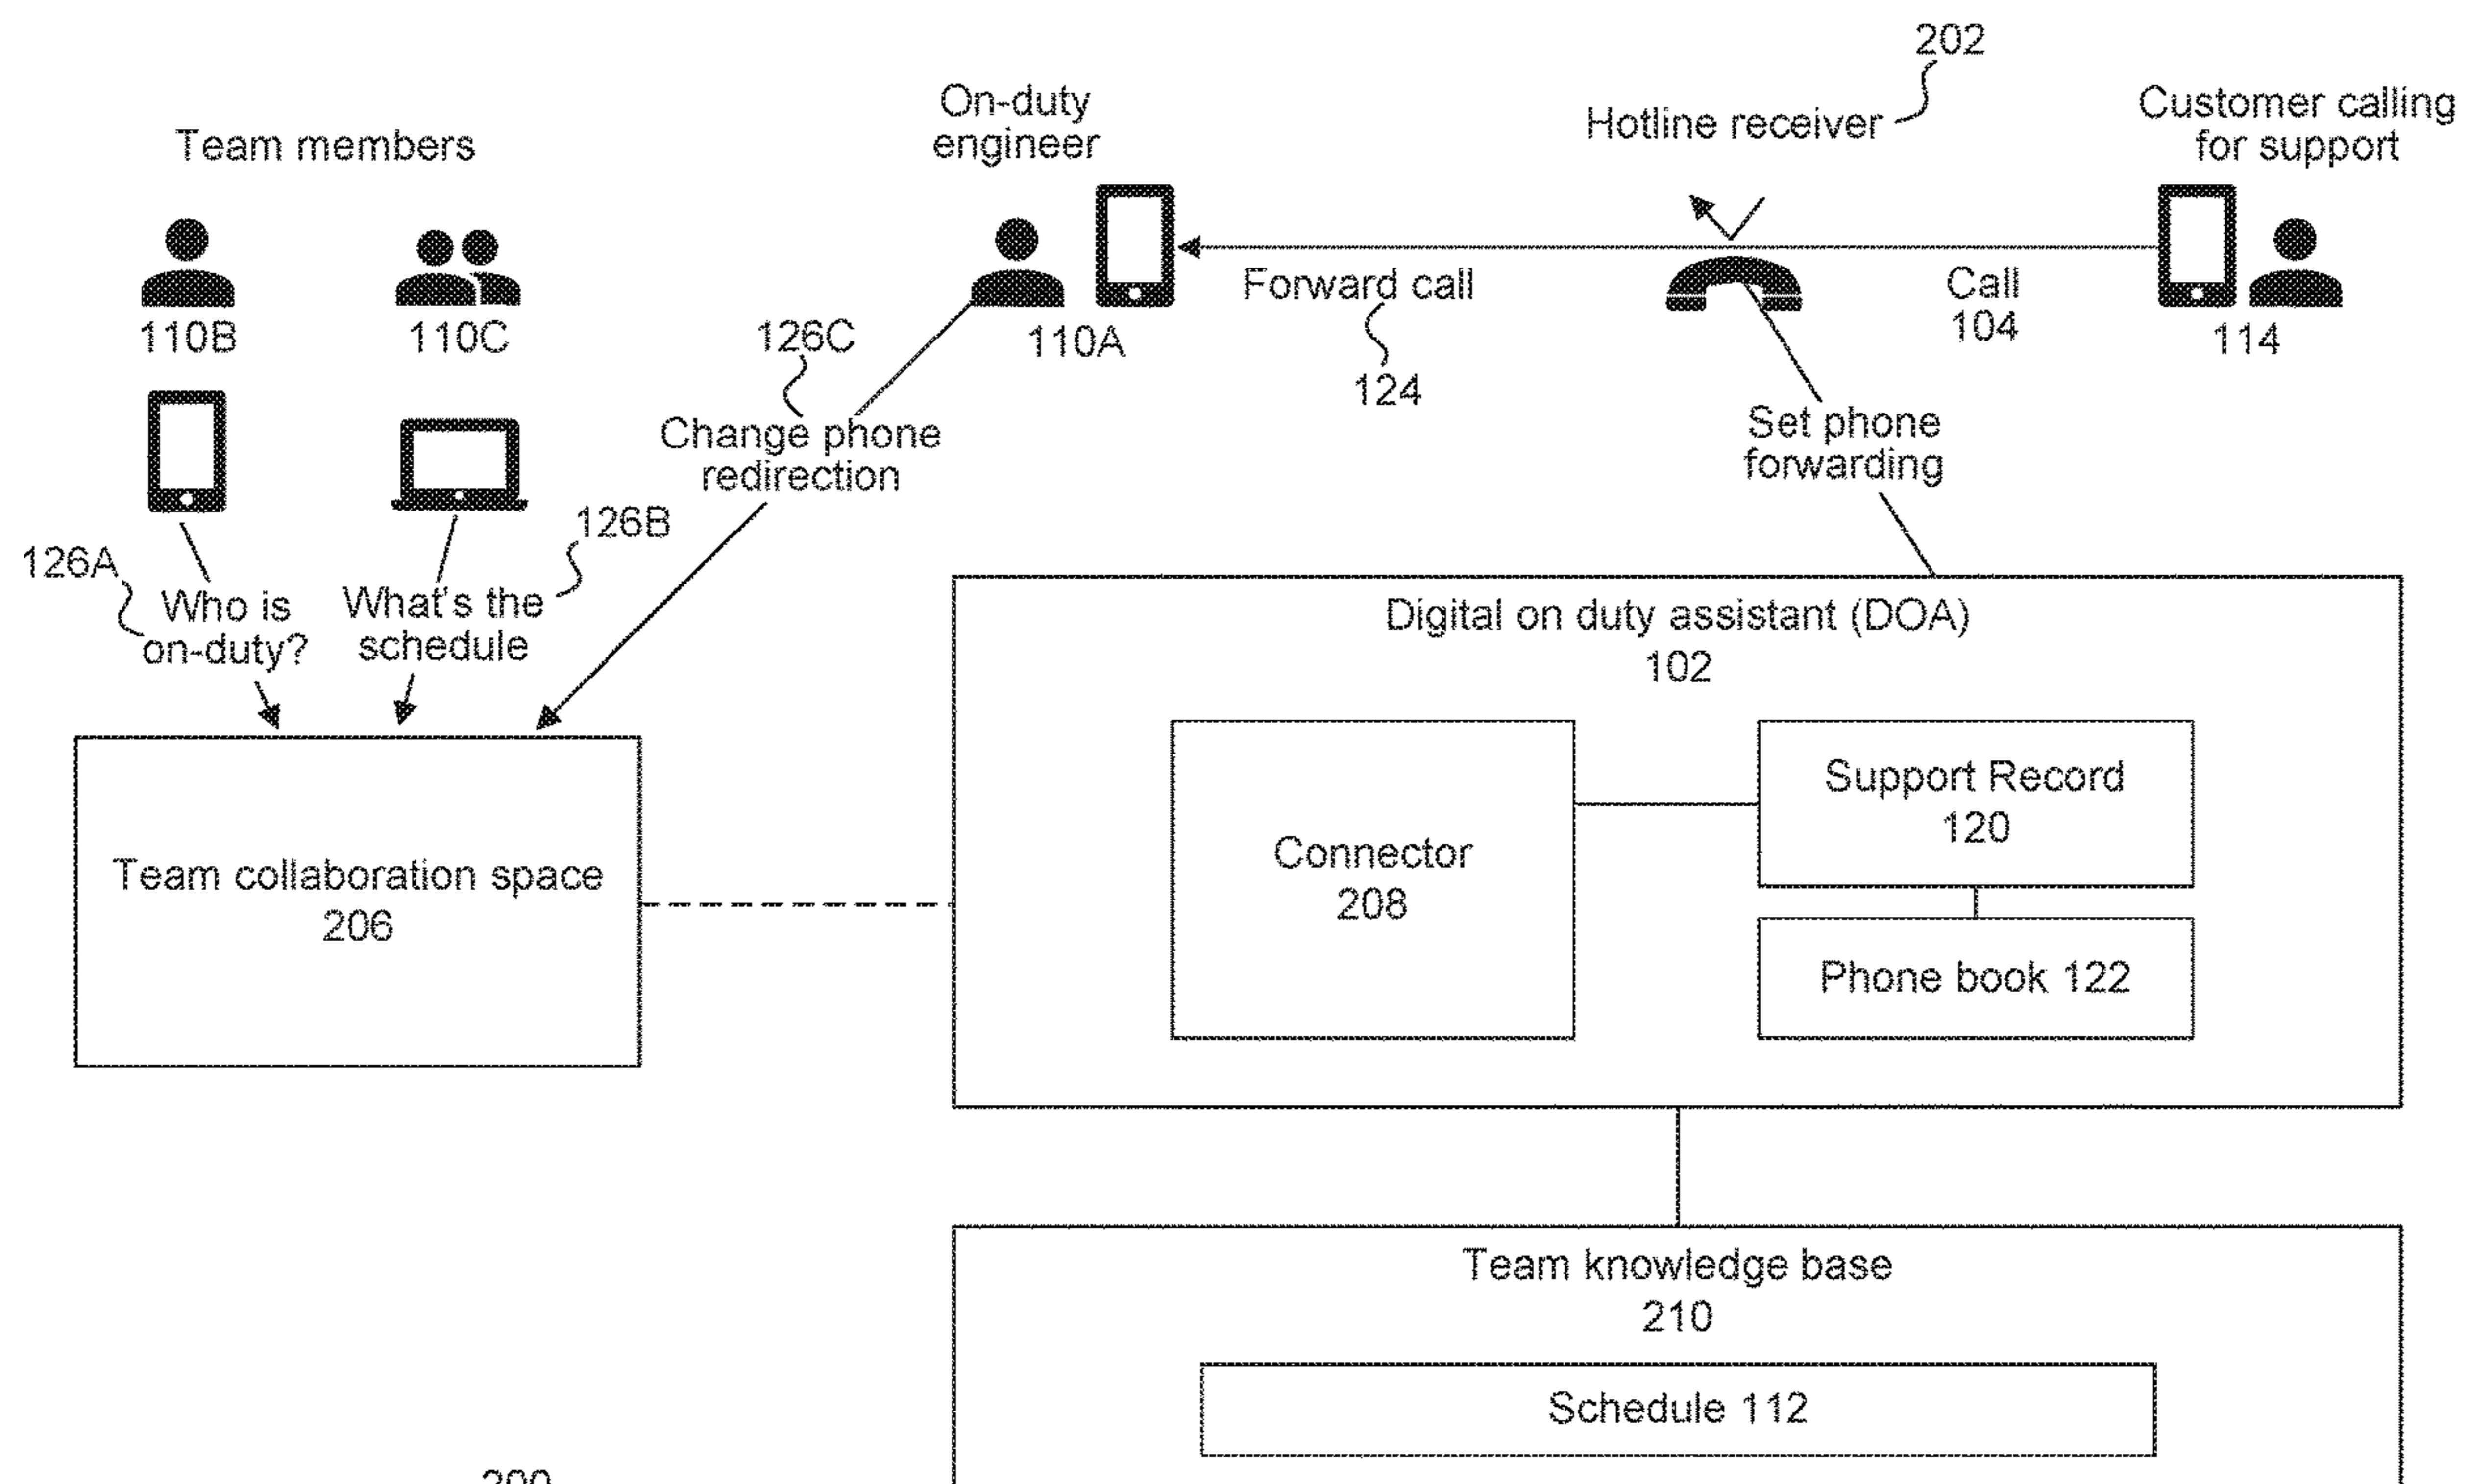 202
On-duty
engineer
Hotline receiver
Customer calling
for support
Team members
110B
110C
126C
110A
Forward call
124
Call
104
114
Change phone
redirection
Set phone
forwarding
126A
126B
Who is
on-duty?
What's the
schedule
Digital on duty assistant (DOA)
102
Team collaboration space
206
Connector
208
Support Record
120
Phone book 122
Team knowledge base
210
Schedule 112